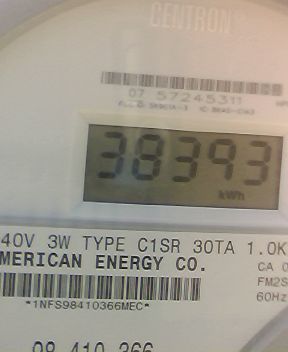 CENTRON
07 57245311
38393
kWh
40V 3W TYPE C1SR 30TA 1.0K
MERICAN ENERGY CO.
CA 0
FM2S
60Hz
*1NFS98410366MEC*
98 410 366